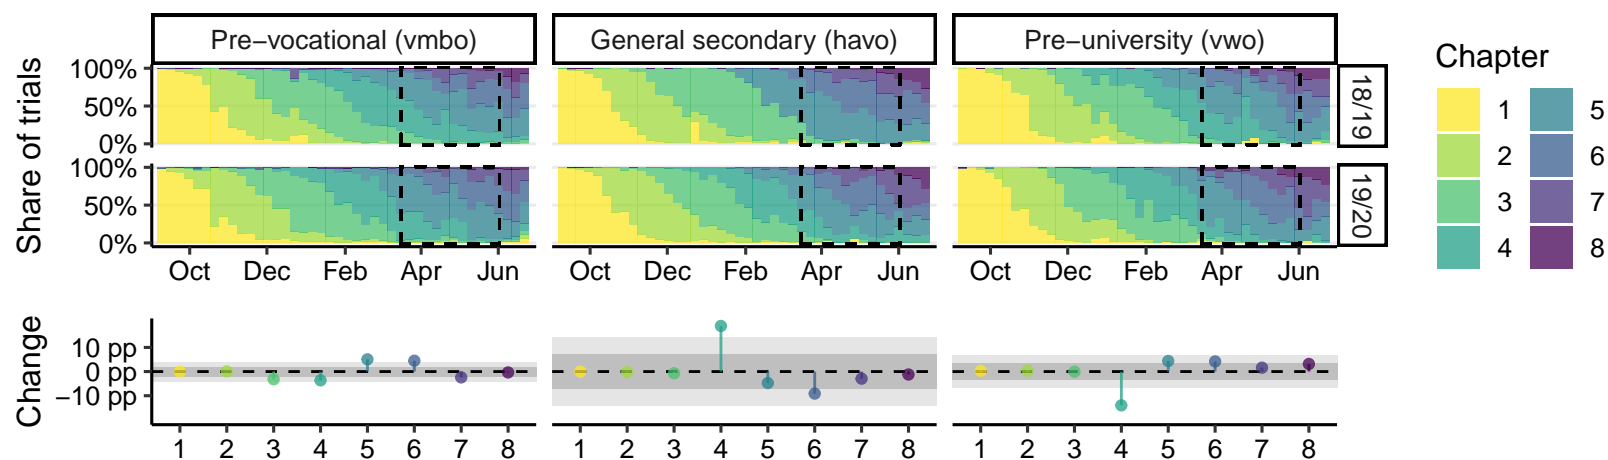 Pre−vocational (vmbo)
General secondary (havo)
Pre−university (vwo)
Share of trials
100%
50%
0%
18/19
Share of trials
100%
50%
0%
19/20
Oct Dec Feb Apr Jun
Oct Dec Feb Apr Jun
Oct Dec Feb Apr Jun
Change
10 pp
0 pp
−10 pp
1 2 3 4 5 6 7 8
1 2 3 4 5 6 7 8
1 2 3 4 5 6 7 8
Chapter
1 5
2 6
3 7
4 8